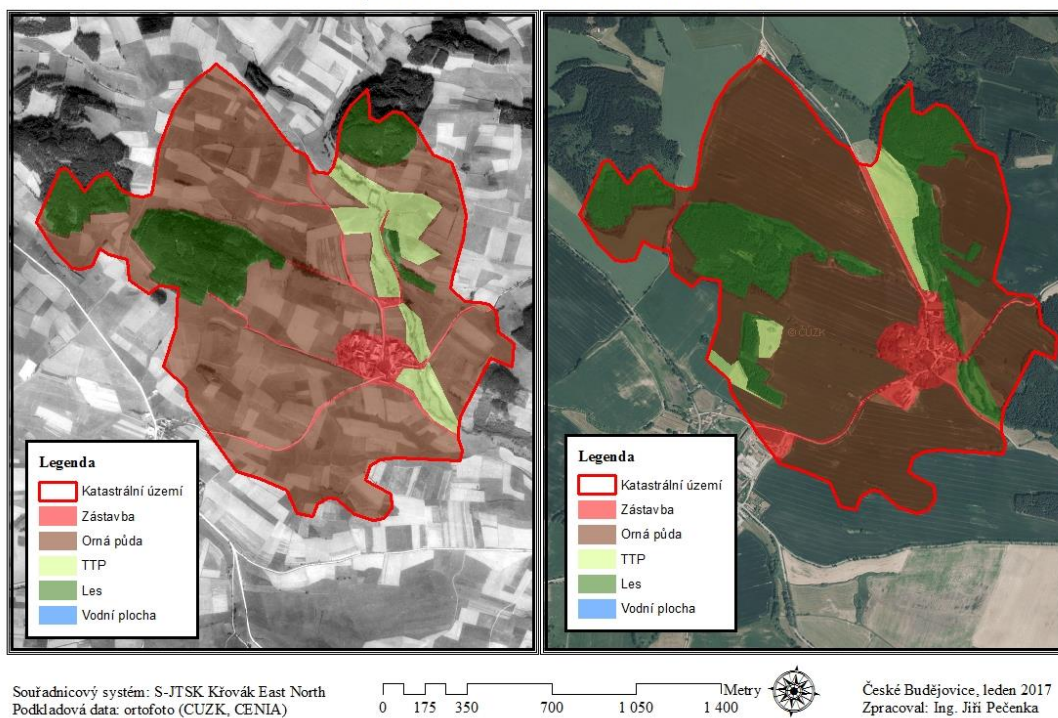 Legenda
Katastrální území
Zástavba
Orná půda
TTP
Les
Vodní plocha
© ČÚZK
Legenda
Katastrální území
Zástavba
Orná půda
TTP
Les
Vodní plocha
Souřadnicový systém: S-JTSK Křovák East North
Podkladová data: ortofoto (CUZK, CENIA)
Metry
0 175 350 700 1 050 1 400
České Budějovice, leden 2017
Zpracoval: Ing. Jiří Pečenka